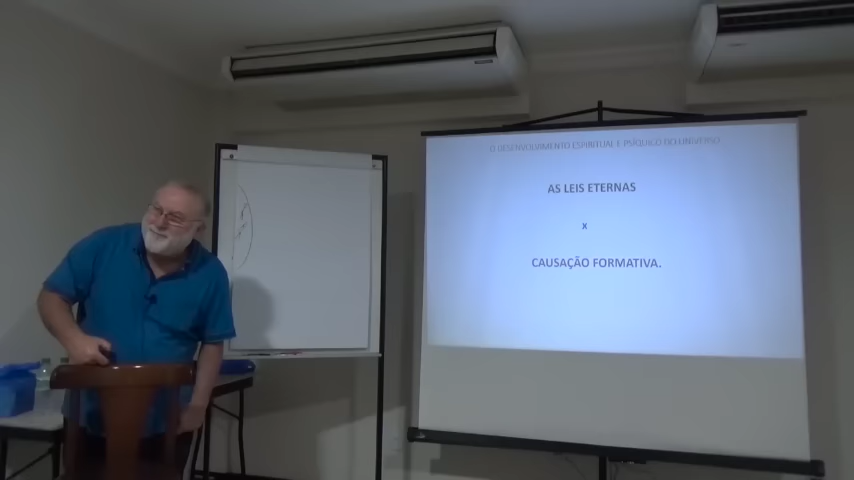 O DESENVOLVIMENTO ESPIRITUAL E PSÍQUICO DO UNIVERSO
AS LEIS ETERNAS
X
CAUSAÇÃO FORMATIVA.